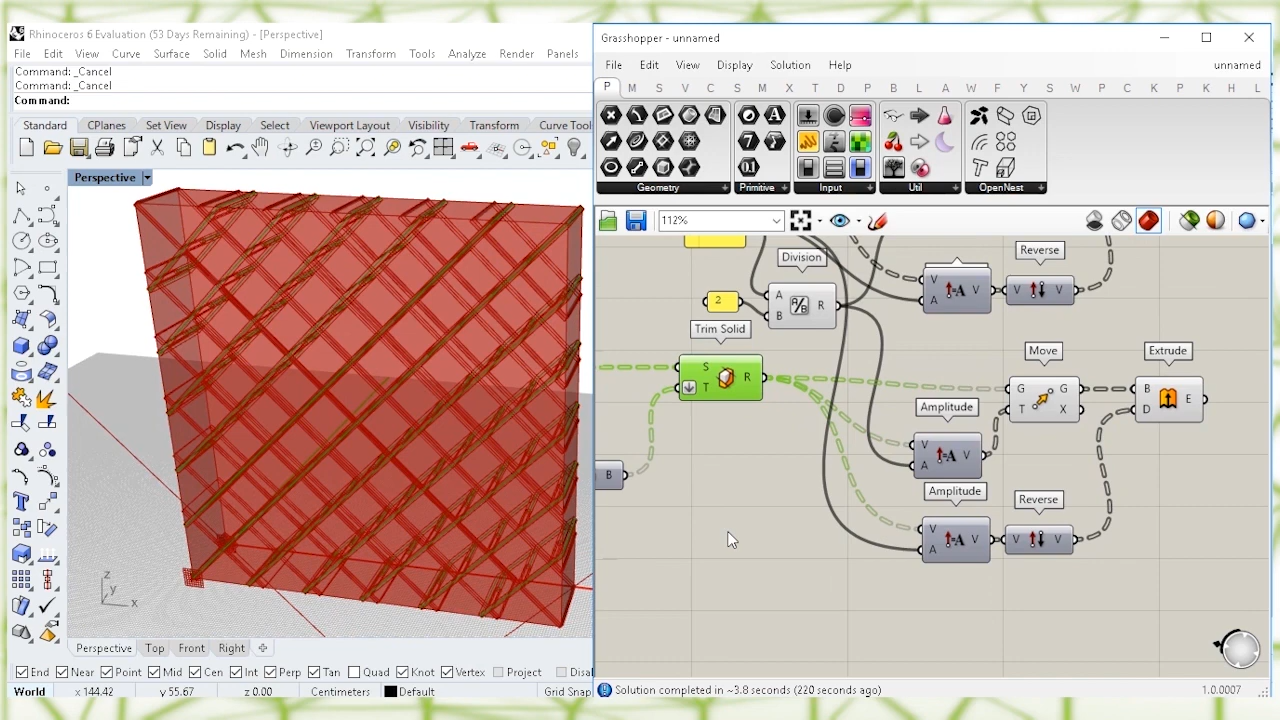 Rhinoceros 6 Evaluation (53 Days Remaining) - [Perspective]
File Edit View Curve Surface Solid Mesh Dimension Transform Tools Analyze Render Panels
Command: _Cancel
Command: _Cancel
Command:
Standard CPlanes Set View Display Select Viewport Layout Visibility Transform Curve Tool
Perspective
z
y
x
Perspective Top Front Right
End Near Point Mid Cen Int Perp Tan Quad Knot Vertex Project Disal
World x 144.42 y 55.67 z 0.00 Centimeters Default Grid Snap
Grasshopper - unnamed
File Edit View Display Solution Help unnamed
P M S V C S M I X T D P B L A W E F Y S W P C K W K H L
Geometry Primitive Input Util OpenNest
112%
Division
A
B
R
2
Trim Solid
S
T
R
B
Reverse
V
A
V
V V
Move
G
T
G
X
Extrude
B
D
E
Amplitude
V
A
V
Amplitude
V
A
V
Reverse
V V
Solution completed in ~3.8 seconds (220 seconds ago) 1.0.0007